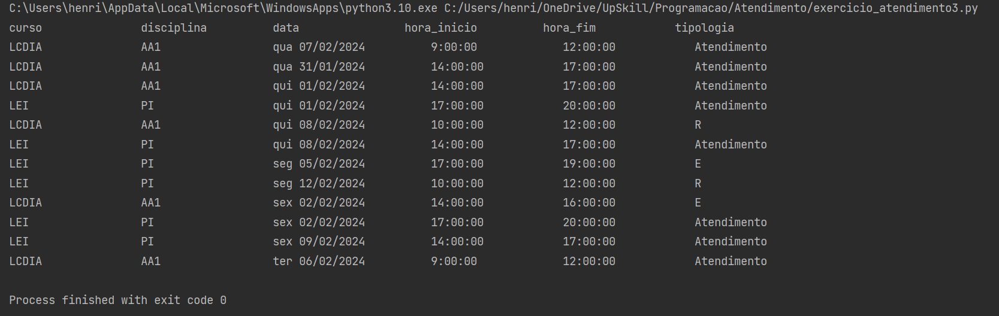 C:\Users\henri\AppData\Local\Microsoft\WindowsApps\python3.10.exe C:/Users/henri/OneDrive/UpSkill/Programacao/Atendimento/exercicio_atendimento3.py
curso               disciplina          data                hora_inicio          hora_fim            tipologia
LCDIA               AA1                 qua 07/02/2024          9:00:00             12:00:00            Atendimento
LCDIA               AA1                 qua 31/01/2024          14:00:00            17:00:00            Atendimento
LCDIA               AA1                 qui 01/02/2024          14:00:00            17:00:00            Atendimento
LEI                 PI                  qui 01/02/2024          17:00:00            20:00:00            Atendimento
LCDIA               AA1                 qui 08/02/2024          10:00:00            12:00:00            R
LEI                 PI                  qui 08/02/2024          14:00:00            17:00:00            Atendimento
LEI                 PI                  seg 05/02/2024          17:00:00            19:00:00            E
LEI                 PI                  seg 12/02/2024          10:00:00            12:00:00            R
LCDIA               AA1                 sex 02/02/2024          14:00:00            16:00:00            E
LEI                 PI                  sex 02/02/2024          17:00:00            20:00:00            Atendimento
LEI                 PI                  sex 09/02/2024          14:00:00            17:00:00            Atendimento
LCDIA               AA1                 ter 06/02/2024          9:00:00             12:00:00            Atendimento
Process finished with exit code 0